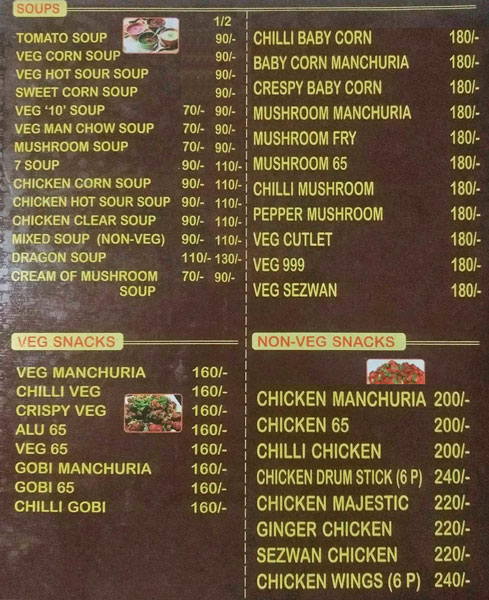 SOUPS
1/2
TOMATO SOUP 90/-
VEG CORN SOUP 90/-
VEG HOT SOUR SOUP 90/-
SWEET CORN SOUP 90/-
VEG '10' SOUP 70/- 90/-
VEG MAN CHOW SOUP 70/- 90/-
MUSHROOM SOUP 70/- 90/-
7 SOUP 90/- 110/-
CHICKEN CORN SOUP 90/- 110/-
CHICKEN HOT SOUR SOUP 90/- 110/-
CHICKEN CLEAR SOUP 90/- 110/-
MIXED SOUP (NON-VEG) 90/- 110/-
DRAGON SOUP 110/- 130/-
CREAM OF MUSHROOM 70/- 90/-
SOUP
CHILLI BABY CORN 180/-
BABY CORN MANCHURIA 180/-
CRESPY BABY CORN 180/-
MUSHROOM MANCHURIA 180/-
MUSHROOM FRY 180/-
MUSHROOM 65 180/-
CHILLI MUSHROOM 180/-
PEPPER MUSHROOM 180/-
VEG CUTLET 180/-
VEG 999 180/-
VEG SEZWAN 180/-
VEG SNACKS
VEG MANCHURIA 160/-
CHILLI VEG 160/-
CRISPY VEG 160/-
ALU 65 160/-
VEG 65 160/-
GOBI MANCHURIA 160/-
GOBI 65 160/-
CHILLI GOBI 160/-
NON-VEG SNACKS
CHICKEN MANCHURIA 200/-
CHICKEN 65 200/-
CHILLI CHICKEN 200/-
CHICKEN DRUM STICK (6 P) 240/-
CHICKEN MAJESTIC 220/-
GINGER CHICKEN 220/-
SEZWAN CHICKEN 220/-
CHICKEN WINGS (6 P) 240/-